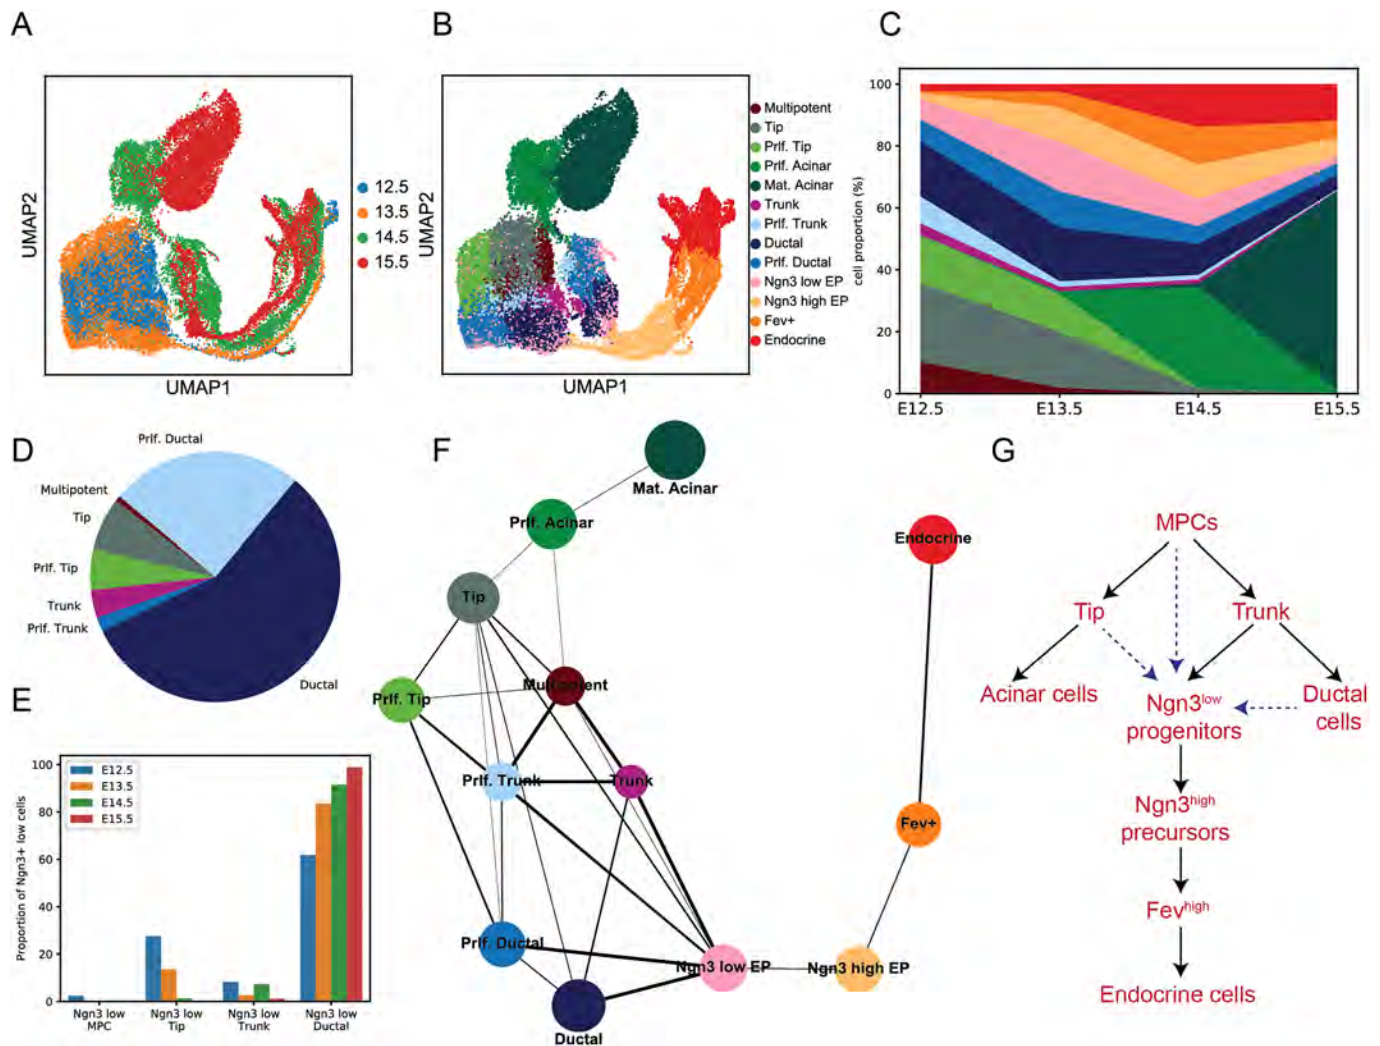 A
B
C
UMAP2
UMAP1
12.5
13.5
14.5
15.5
UMAP2
UMAP1
Multipotent
Tip
Prlf. Tip
Prlf. Acinar
Mat. Acinar
Trunk
Prlf. Trunk
Ductal
Prlf. Ductal
Ngn3 low EP
Ngn3 high EP
Fev+
Endocrine
cell proportion (%)
100
80
60
40
20
0
E12.5
E13.5
E14.5
E15.5
D
Prlf. Ductal
Multipotent
Tip
Prlf. Tip
Trunk
Prlf. Trunk
Ductal
E
Proportion of Ngn3+ low cells
100
80
60
40
20
0
E12.5
E13.5
E14.5
E15.5
Ngn3 low
MPC
Ngn3 low
Tip
Ngn3 low
Trunk
Ngn3 low
Ductal
F
Mat. Acinar
Prlf. Acinar
Endocrine
Tip
Multipotent
Prlf. Tip
Prlf. Trunk
Trunk
Fev+
Prlf. Ductal
Ngn3 low EP
Ngn3 high EP
Ductal
G
MPCs
Tip
Trunk
Acinar cells
Ngn3low
progenitors
Ductal
cells
Ngn3high
precursors
Fevhigh
Endocrine cells